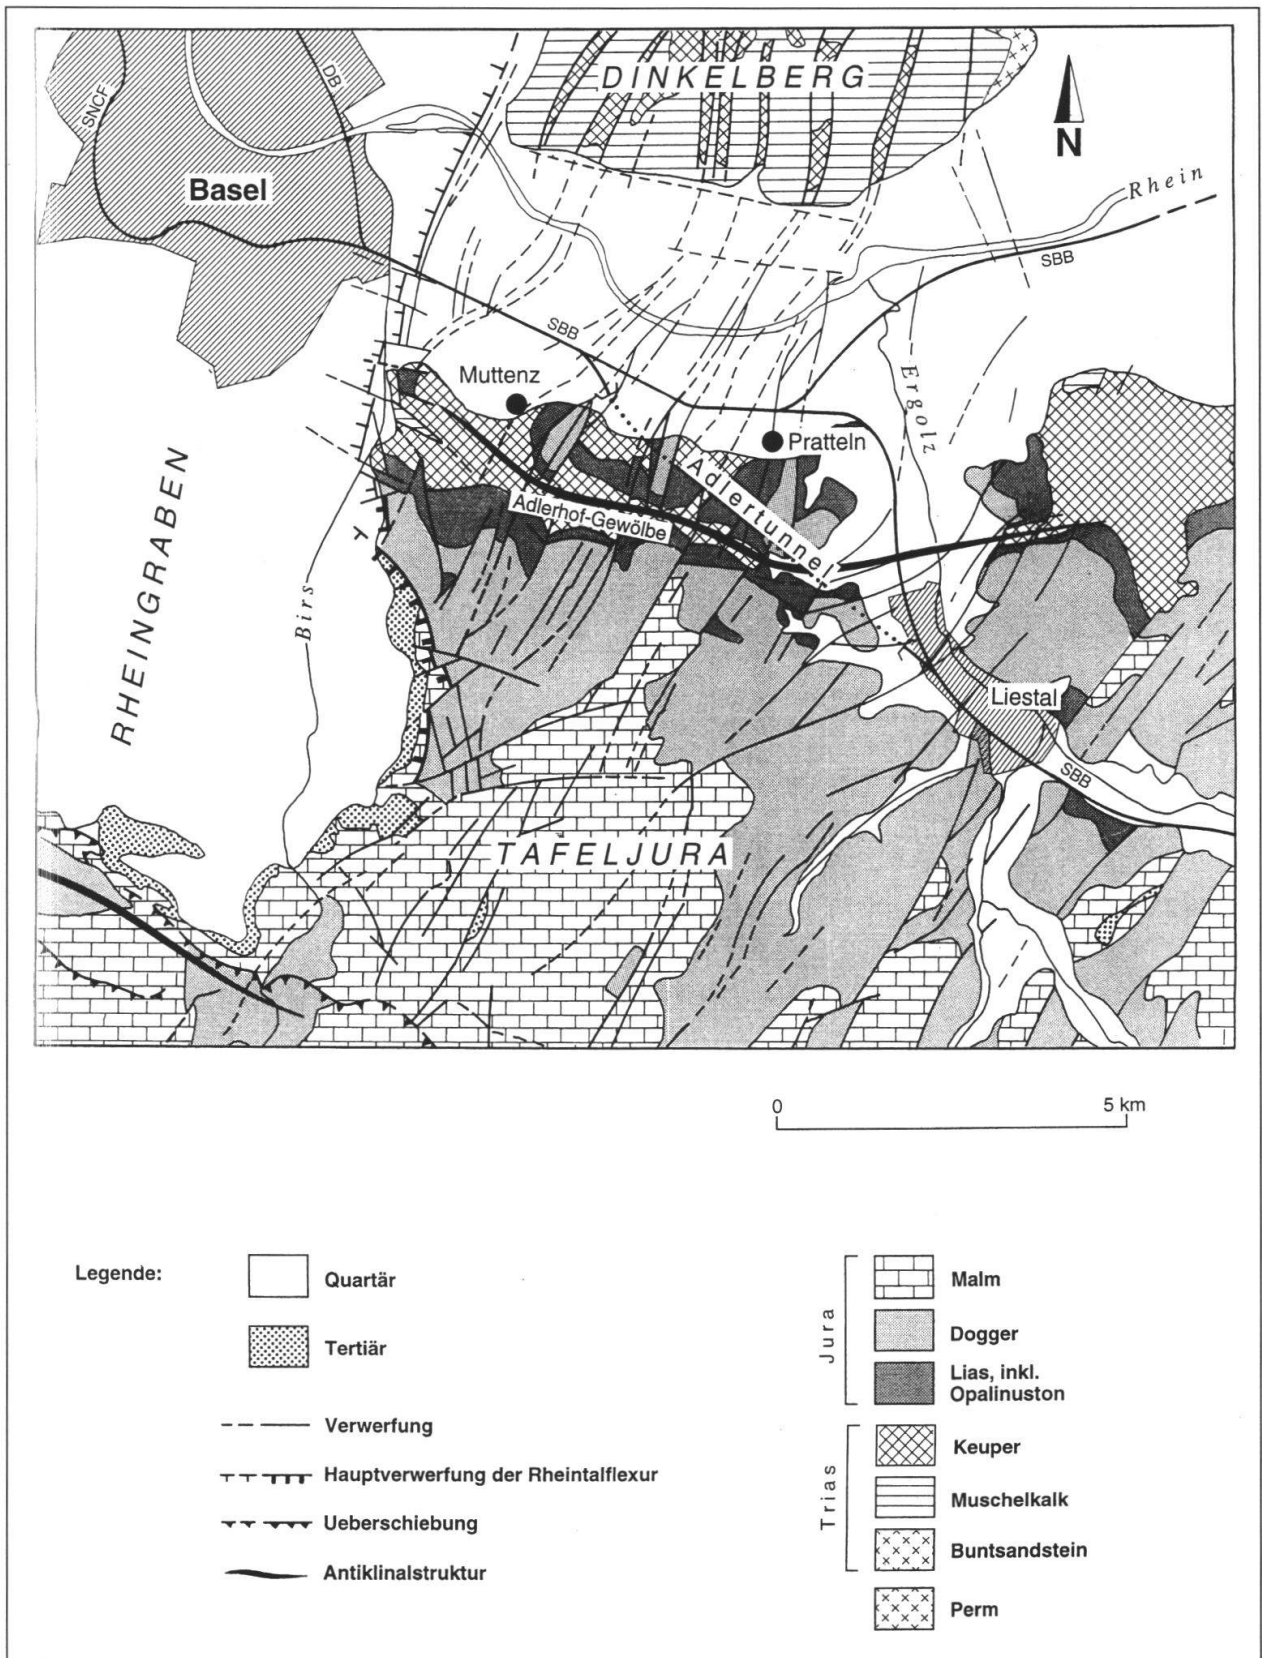 DINKELBERG
SNCF
DB
N
Basel
Rhein
SBB
SBB
Muttenz
Ergolz
Pratteln
Adlertunnel
Adlerhof-Gewölbe
RHEINGRABEN
Birs
Liestal
SBB
TAFELJURA
0 5 km
Legende:
Quartär
Tertiär
Verwerfung
Hauptverwerfung der Rheintalflexur
Ueberschiebung
Antiklinalstruktur
Jura
Malm
Dogger
Lias, inkl.
Opalinuston
Trias
Keuper
Muschelkalk
Buntsandstein
Perm